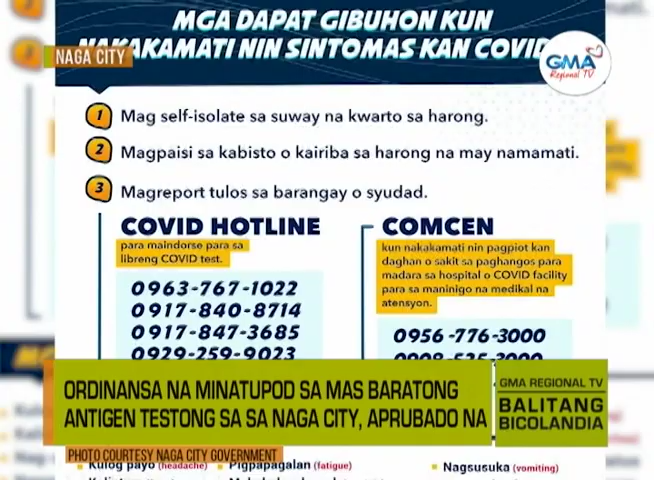 MGA DAPAT GIBUHON KUN
NAKAKAMATI NIN SINTOMAS KAN COVID
NAGA CITY
GMA
Regional TV
1 Mag self-isolate sa suway na kwarto sa harong.
2 Magpaisi sa kabisto o kairiba sa harong na may namamati.
3 Magreport tulos sa barangay o syudad.
COVID HOTLINE
para maindorse para sa
libreng COVID test.
0963-767-1022
0917-840-8714
0917-847-3685
0929-259-9023
COMCEN
kun nakakamati nin pagpiot kan
daghan o sakit sa paghangos para
madara sa hospital o COVID facility
para sa maninigo na medikal na
atensyon.
0956-776-3000
ORDINANSA NA MINATUPOD SA MAS BARATONG
ANTIGEN TESTONG SA SA NAGA CITY, APRUBADO NA
GMA REGIONAL TV
BALITANG
BICOLANDIA
PHOTO COURTESY NAGA CITY GOVERNMENT
Kulog payo (headache)
Pigpapagalan (fatigue)
Nagsusuka (vomiting)